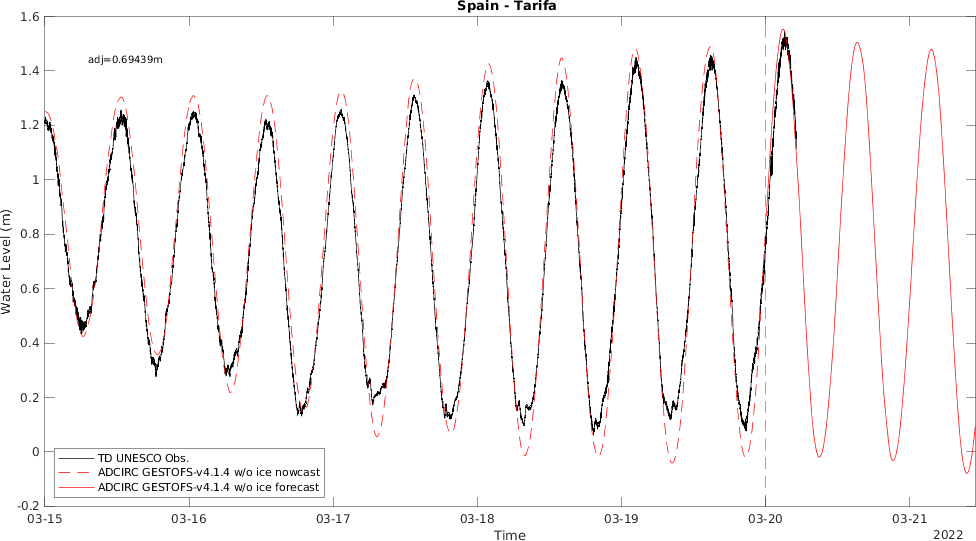 Spain - Tarifa
1.6
1.4
1.2
1
0.8
0.6
0.4
0.2
0
-0.2
Water Level (m)
adj=0.69439m
TD UNESCO Obs.
ADCIRC GESTOFS-v4.1.4 w/o ice nowcast
ADCIRC GESTOFS-v4.1.4 w/o ice forecast
03-15 03-16 03-17 03-18 03-19 03-20 03-21
Time
2022